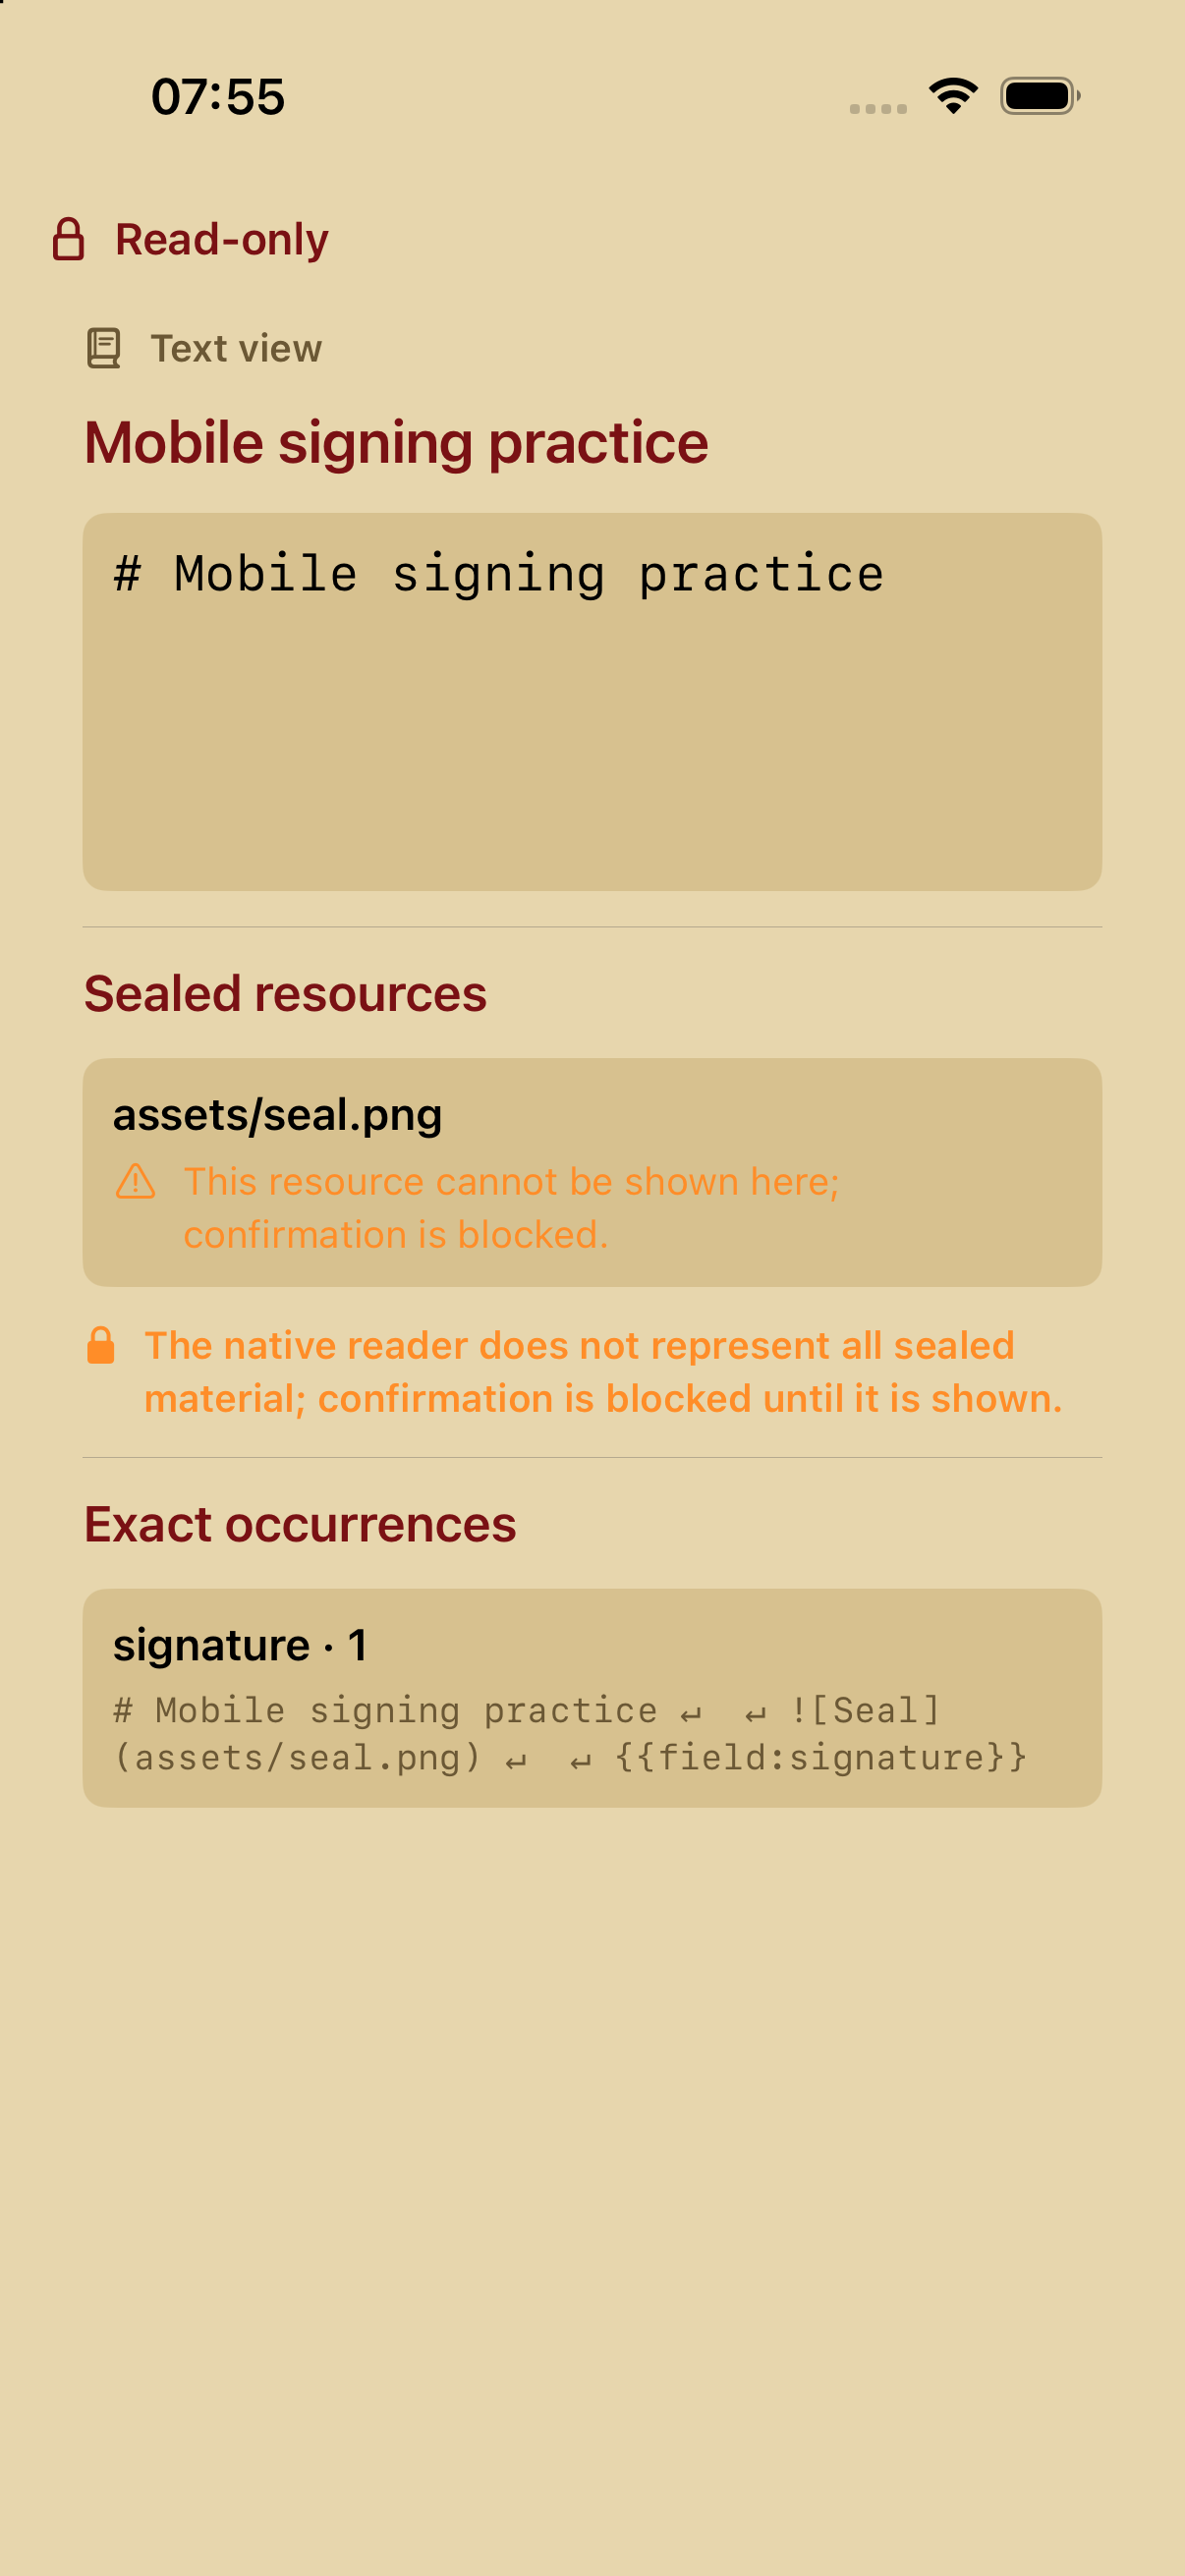 07:55
Read-only
Text view
Mobile signing practice
# Mobile signing practice
Sealed resources
assets/seal.png
This resource cannot be shown here;
confirmation is blocked.
The native reader does not represent all sealed
material; confirmation is blocked until it is shown.
Exact occurrences
signature · 1
# Mobile signing practice ↵  ↵ ![Seal]
(assets/seal.png) ↵  ↵ {{field:signature}}